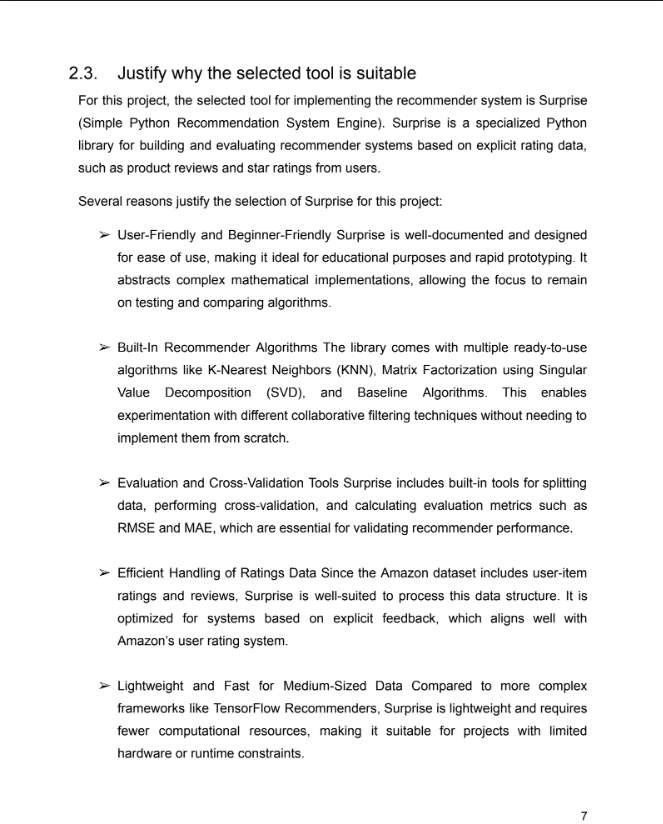 2.3. Justify why the selected tool is suitable
For this project, the selected tool for implementing the recommender system is Surprise
(Simple Python Recommendation System Engine). Surprise is a specialized Python
library for building and evaluating recommender systems based on explicit rating data,
such as product reviews and star ratings from users.
Several reasons justify the selection of Surprise for this project:
➢ User-Friendly and Beginner-Friendly Surprise is well-documented and designed
for ease of use, making it ideal for educational purposes and rapid prototyping. It
abstracts complex mathematical implementations, allowing the focus to remain
on testing and comparing algorithms.
➢ Built-In Recommender Algorithms The library comes with multiple ready-to-use
algorithms like K-Nearest Neighbors (KNN), Matrix Factorization using Singular
Value Decomposition (SVD), and Baseline Algorithms. This enables
experimentation with different collaborative filtering techniques without needing to
implement them from scratch.
➢ Evaluation and Cross-Validation Tools Surprise includes built-in tools for splitting
data, performing cross-validation, and calculating evaluation metrics such as
RMSE and MAE, which are essential for validating recommender performance.
➢ Efficient Handling of Ratings Data Since the Amazon dataset includes user-item
ratings and reviews, Surprise is well-suited to process this data structure. It is
optimized for systems based on explicit feedback, which aligns well with
Amazon’s user rating system.
➢ Lightweight and Fast for Medium-Sized Data Compared to more complex
frameworks like TensorFlow Recommenders, Surprise is lightweight and requires
fewer computational resources, making it suitable for projects with limited
hardware or runtime constraints.
7